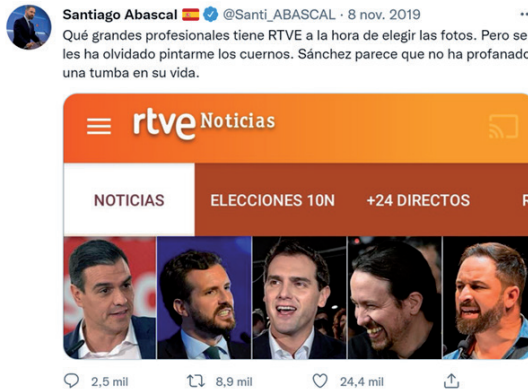 Santiago Abascal 🇪🇸 @Santi_ABASCAL · 8 nov. 2019
Qué grandes profesionales tiene RTVE a la hora de elegir las fotos. Pero se
les ha olvidado pintarme los cuernos. Sánchez parece que no ha profanado
una tumba en su vida.
rtve Noticias
NOTICIAS ELECCIONES 10N +24 DIRECTOS
2,5 mil 8,9 mil 24,4 mil